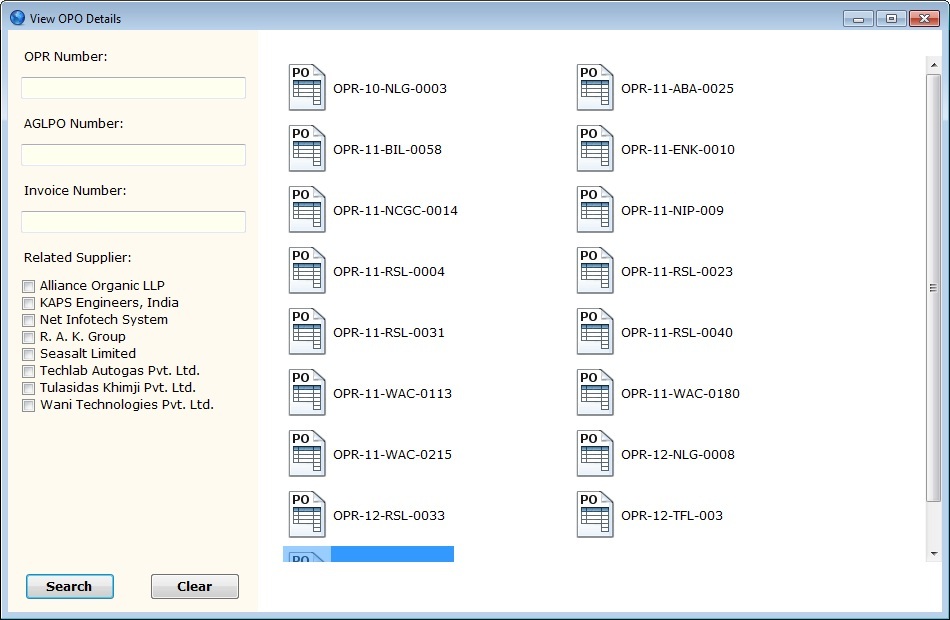 View OPO Details
OPR Number:
AGLPO Number:
Invoice Number:
Related Supplier:
Alliance Organic LLP
KAPS Engineers, India
Net Infotech System
R. A. K. Group
Seasalt Limited
Techlab Autogas Pvt. Ltd.
Tulasidas Khimji Pvt. Ltd.
Wani Technologies Pvt. Ltd.
Search Clear
PO OPR-10-NLG-0003 PO OPR-11-ABA-0025
PO OPR-11-BIL-0058 PO OPR-11-ENK-0010
PO OPR-11-NCGC-0014 PO OPR-11-NIP-009
PO OPR-11-RSL-0004 PO OPR-11-RSL-0023
PO OPR-11-RSL-0031 PO OPR-11-RSL-0040
PO OPR-11-WAC-0113 PO OPR-11-WAC-0180
PO OPR-11-WAC-0215 PO OPR-12-NLG-0008
PO OPR-12-RSL-0033 PO OPR-12-TFL-003
PO